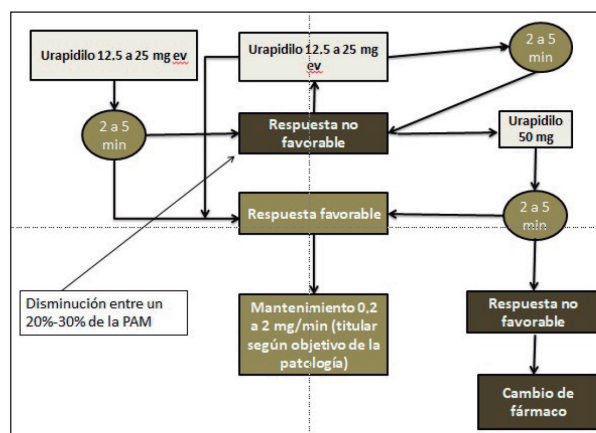 Urapidilo 12,5 a 25 mg ev
Urapidilo 12,5 a 25 mg
ev
2 a 5
min
2 a 5
min
Respuesta no
favorable
Urapidilo
50 mg
Respuesta favorable
2 a 5
min
Disminución entre un
20%-30% de la PAM
Mantenimiento 0,2
a 2 mg/min (titular
según objetivo de la
patología)
Respuesta no
favorable
Cambio de
fármaco